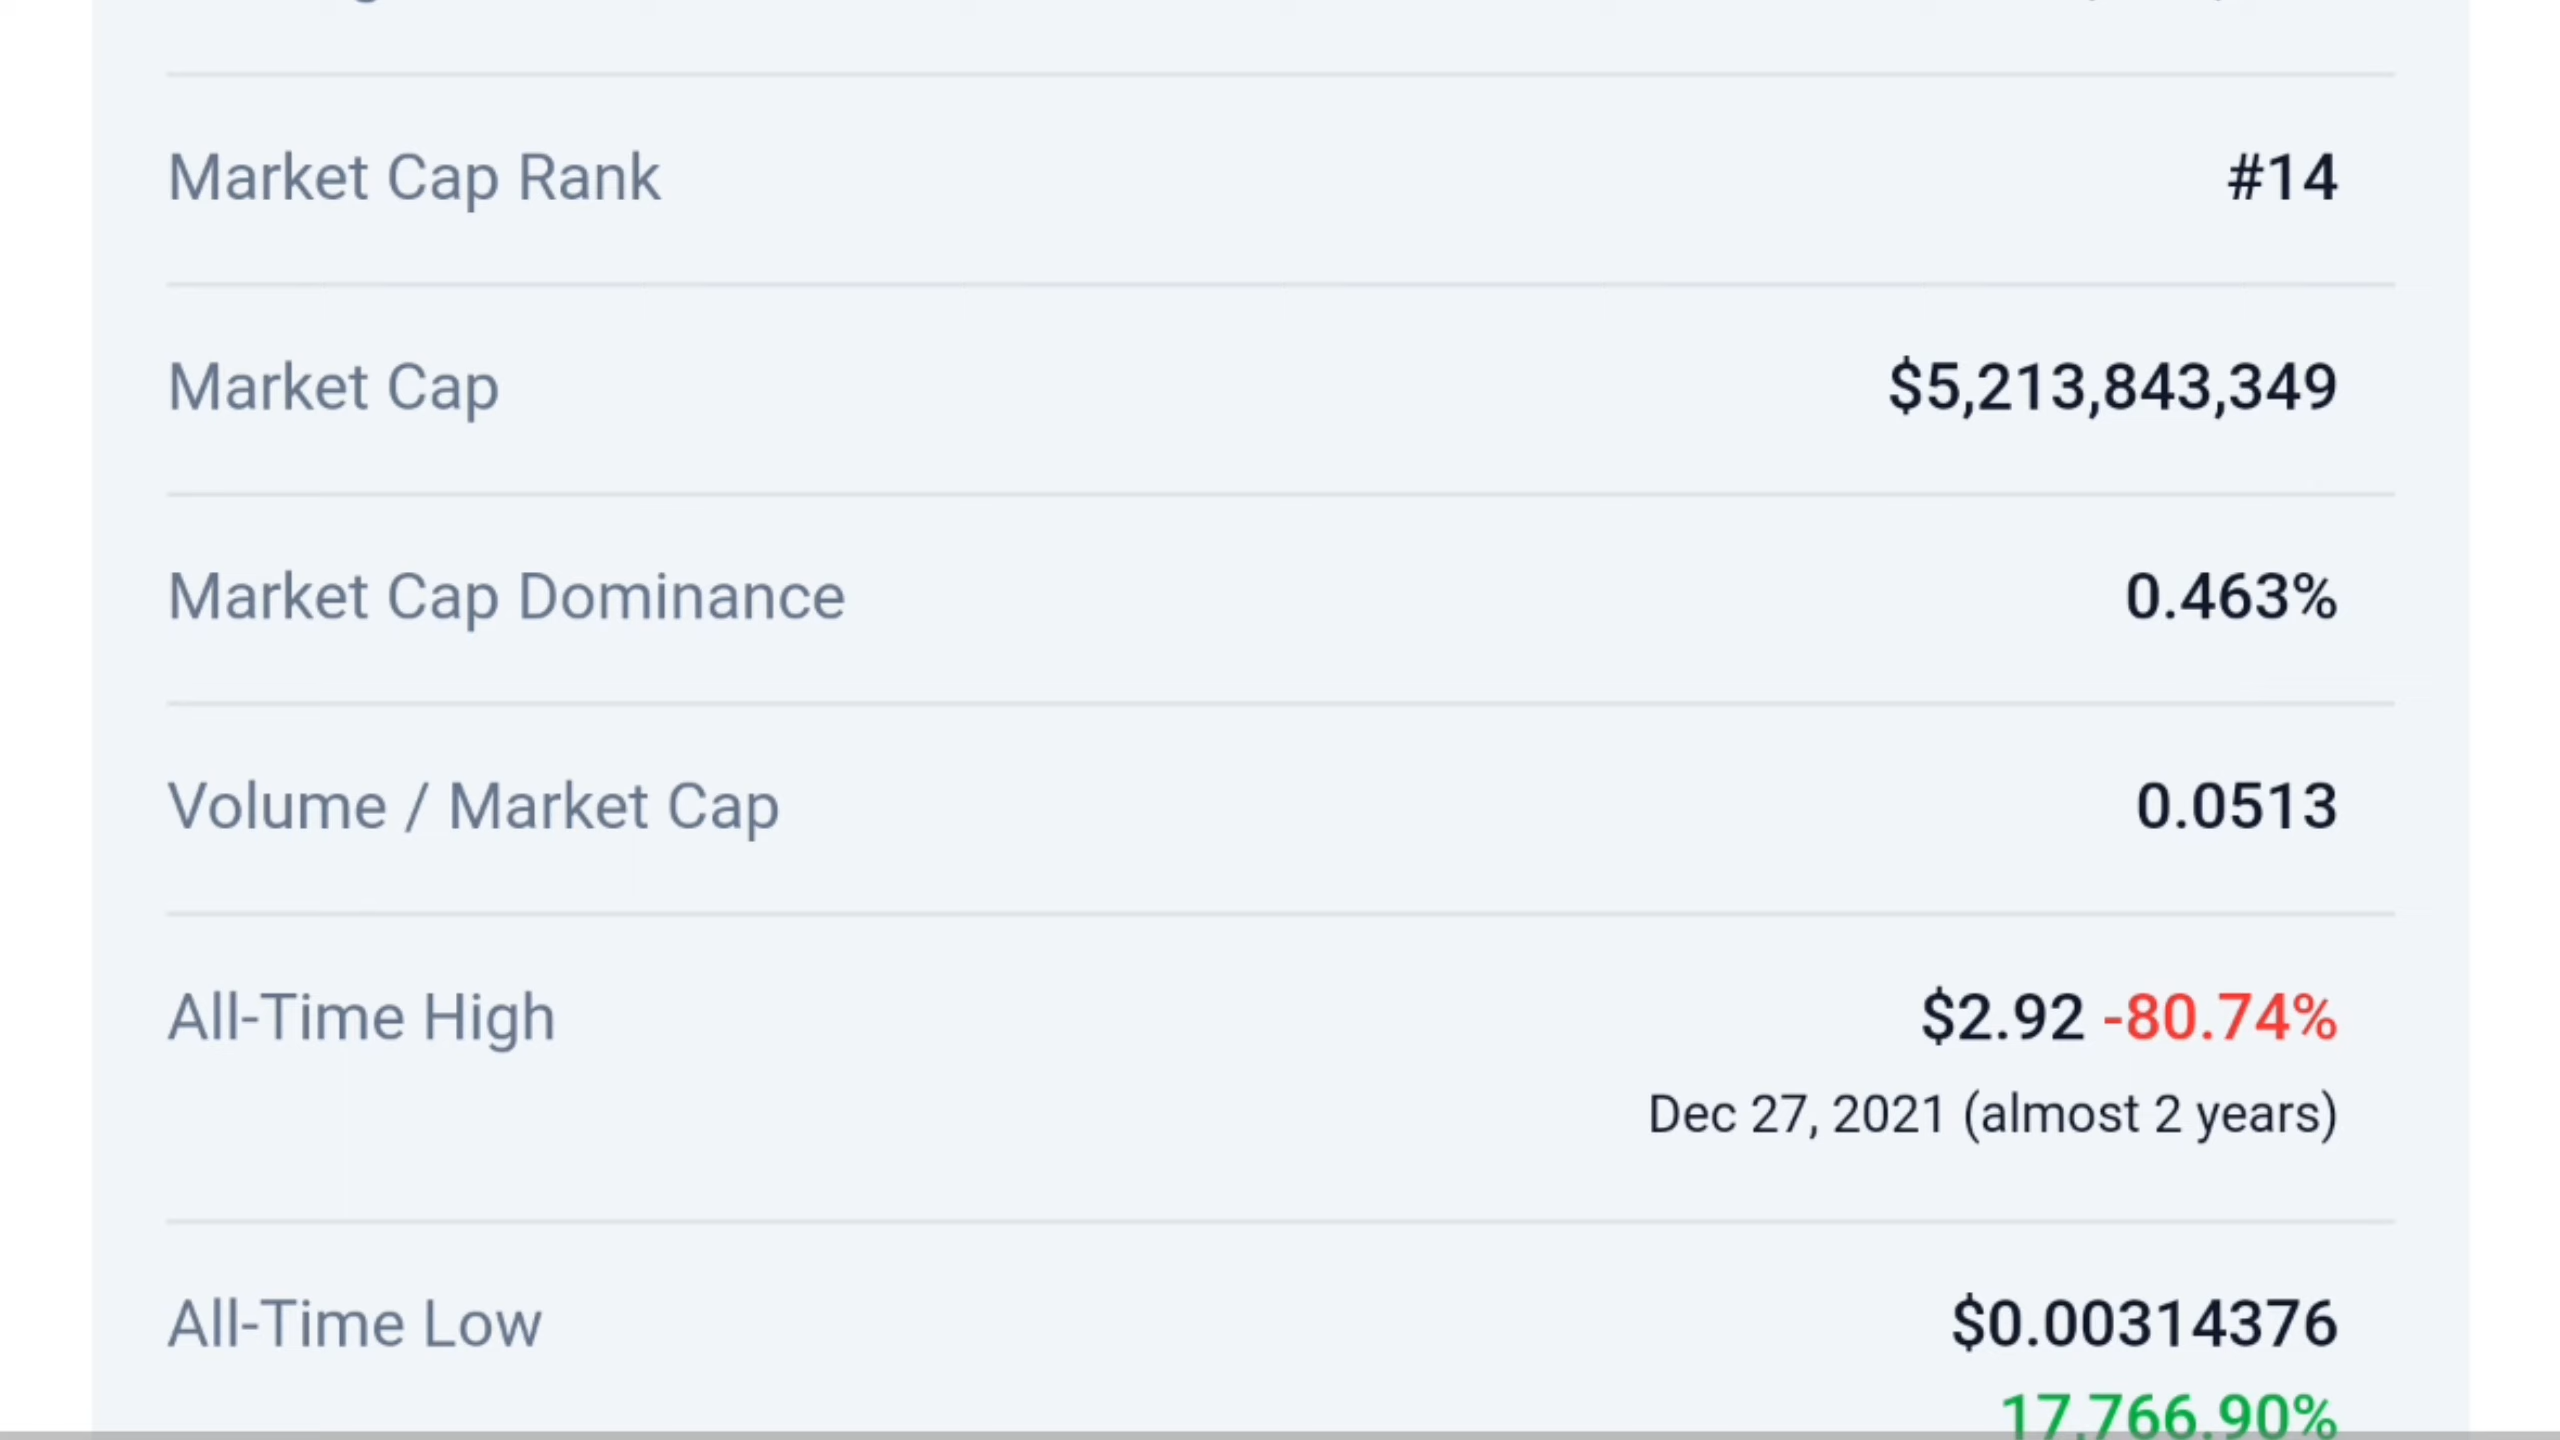 Market Cap Rank #14
Market Cap $5,213,843,349
Market Cap Dominance 0.463%
Volume / Market Cap 0.0513
All-Time High $2.92 -80.74%
Dec 27, 2021 (almost 2 years)
All-Time Low $0.00314376
17,766.90%